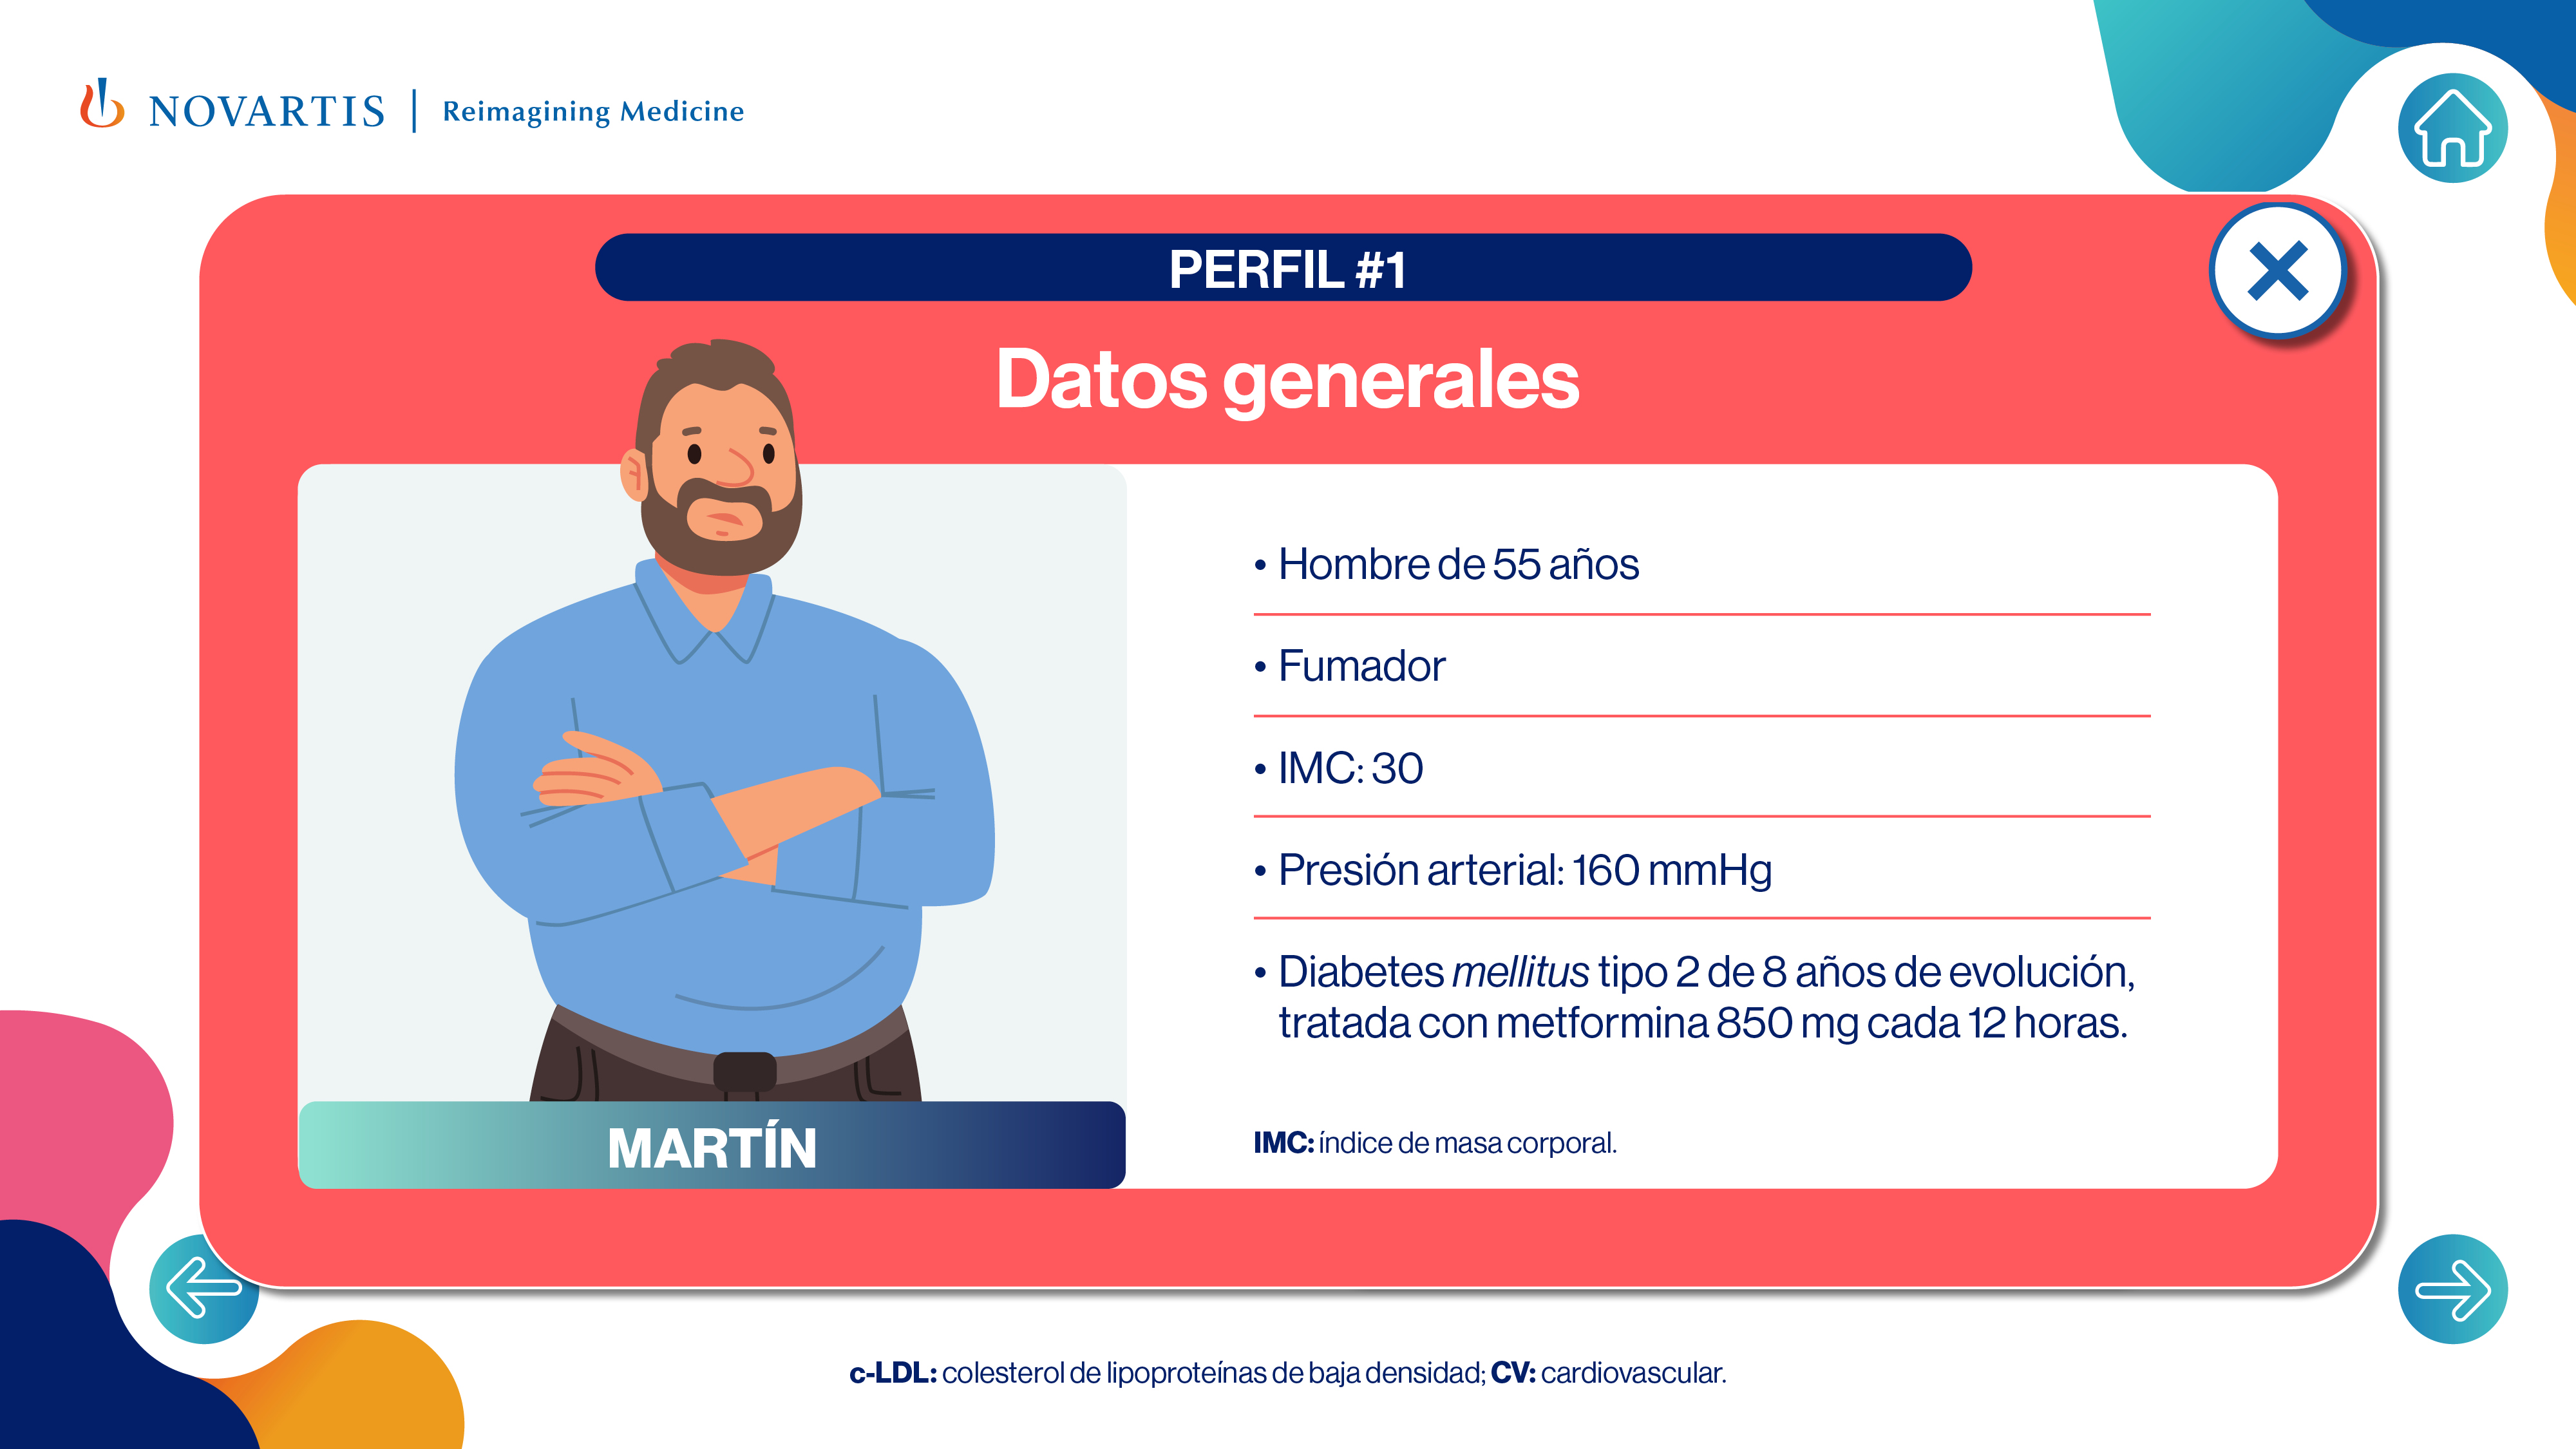 NOVARTIS | Reimagining Medicine
PERFIL #1
Datos generales
• Hombre de 55 años
• Fumador
• IMC: 30
• Presión arterial: 160 mmHg
• Diabetes mellitus tipo 2 de 8 años de evolución,
tratada con metformina 850 mg cada 12 horas.
IMC: índice de masa corporal.
MARTÍN
c-LDL: colesterol de lipoproteínas de baja densidad; CV: cardiovascular.